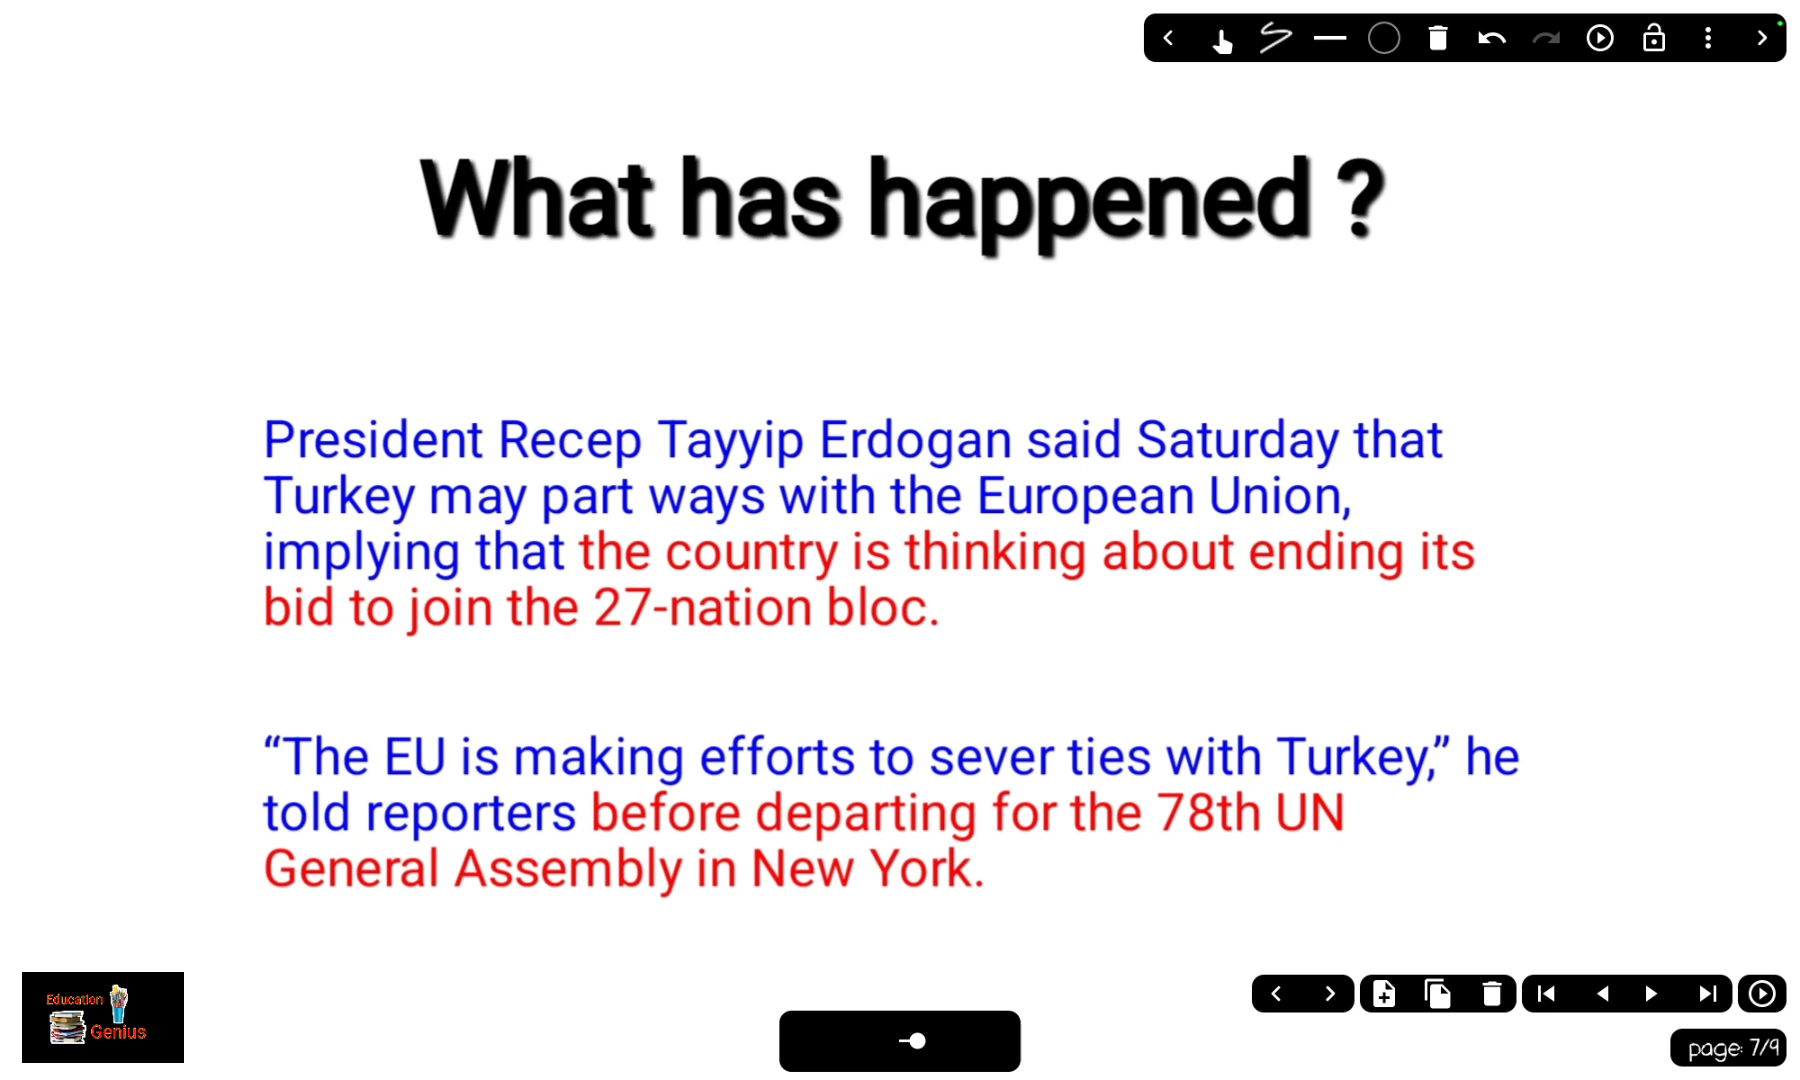 What has happened ?
President Recep Tayyip Erdogan said Saturday that
Turkey may part ways with the European Union,
implying that the country is thinking about ending its
bid to join the 27-nation bloc.
“The EU is making efforts to sever ties with Turkey,” he
told reporters before departing for the 78th UN
General Assembly in New York.
Education
Genius
page: 7/9